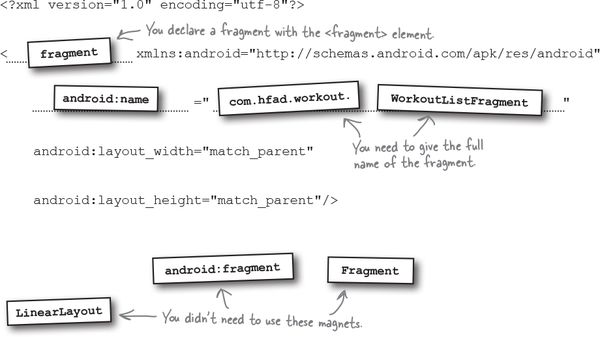 <?xml version="1.0" encoding="utf-8"?>
You declare a fragment with the <fragment> element.
< fragment xmlns:android="http://schemas.android.com/apk/res/android"
android:name =" com.hfad.workout. WorkoutListFragment "
You need to give the full
name of the fragment.
android:layout_width="match_parent"
android:layout_height="match_parent"/>
android:fragment Fragment
LinearLayout
You didn't need to use these magnets.